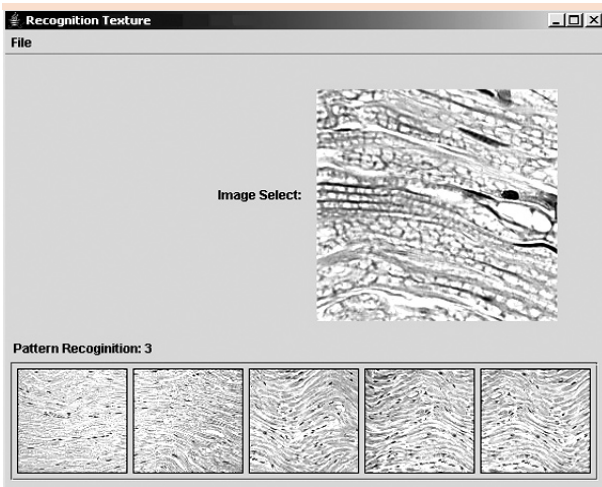 Recognition Texture
File
Image Select:
Pattern Recoginition: 3